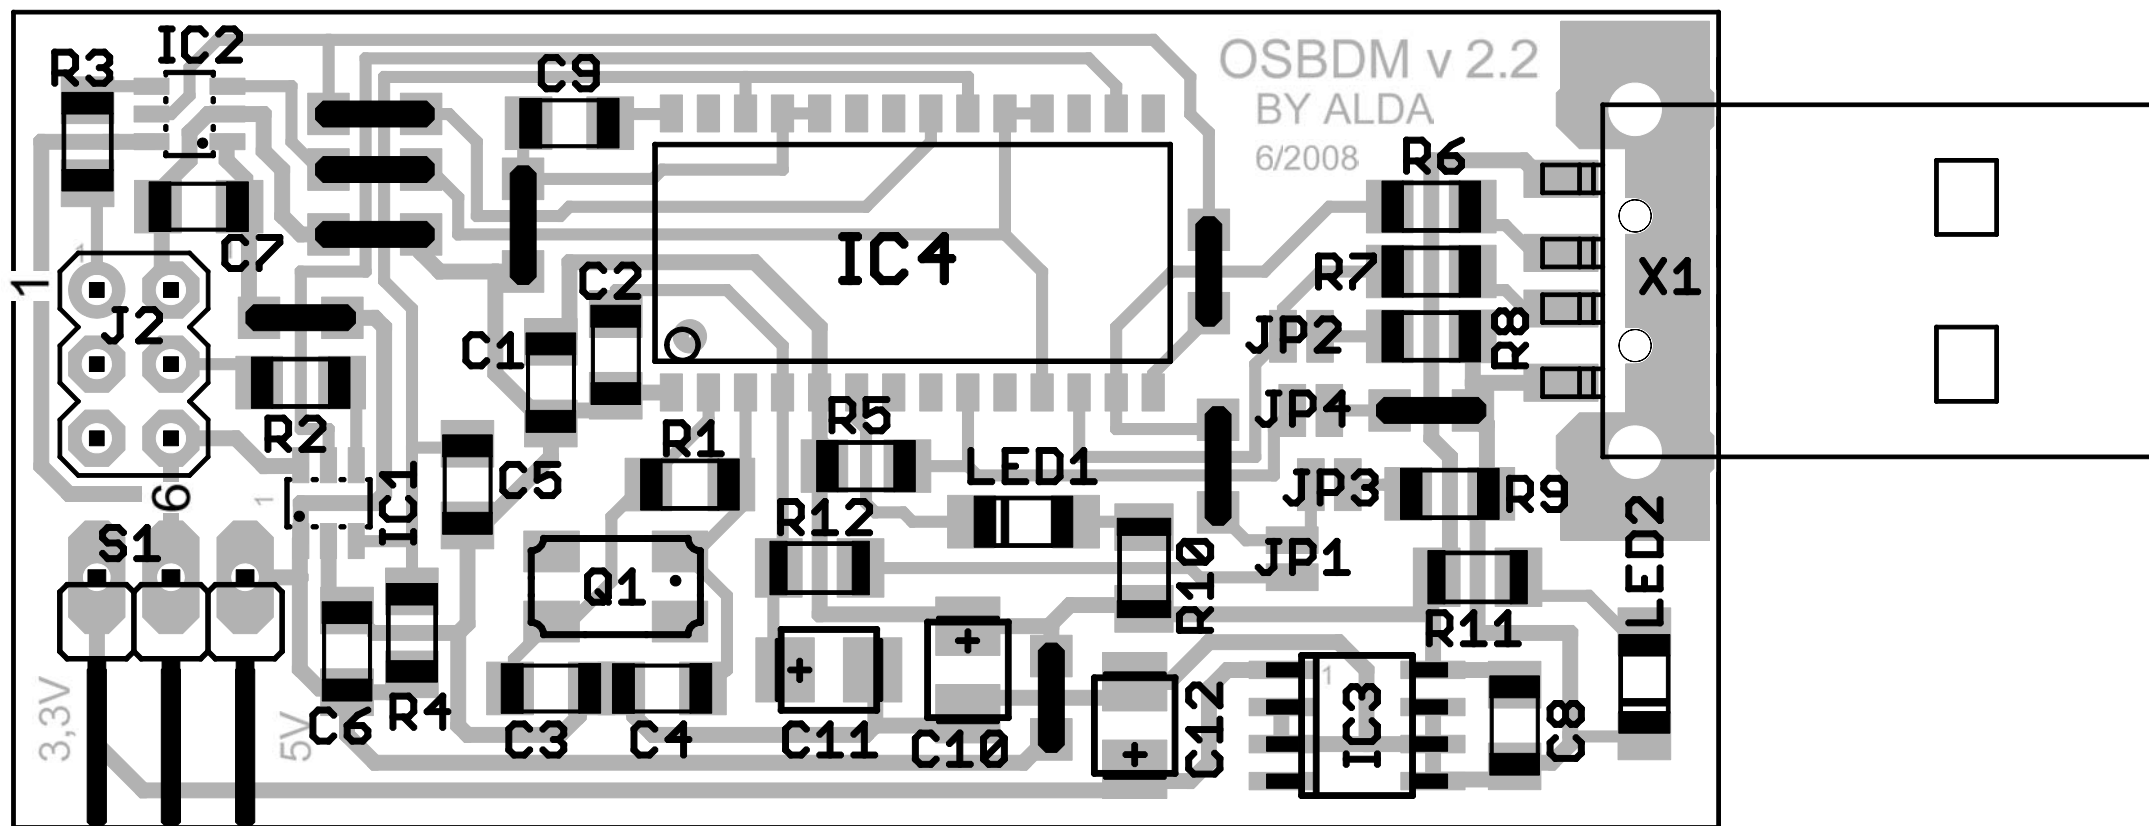 IC2
R3
C9
OSBDM v 2.2
BY ALDA
6/2008
R6
1
C7
IC4
1
C2
R7
X1
J2
C1
JP2
R8
R2
R5
JP4
R1
LED1
IC1
C5
JP3
R9
6
1
R12
S1
LED2
Q1
R10
JP1
R11
3,3V
5V
C6
R4
C3
C4
C11
+
+
C10
+
C12
1
IC3
C8